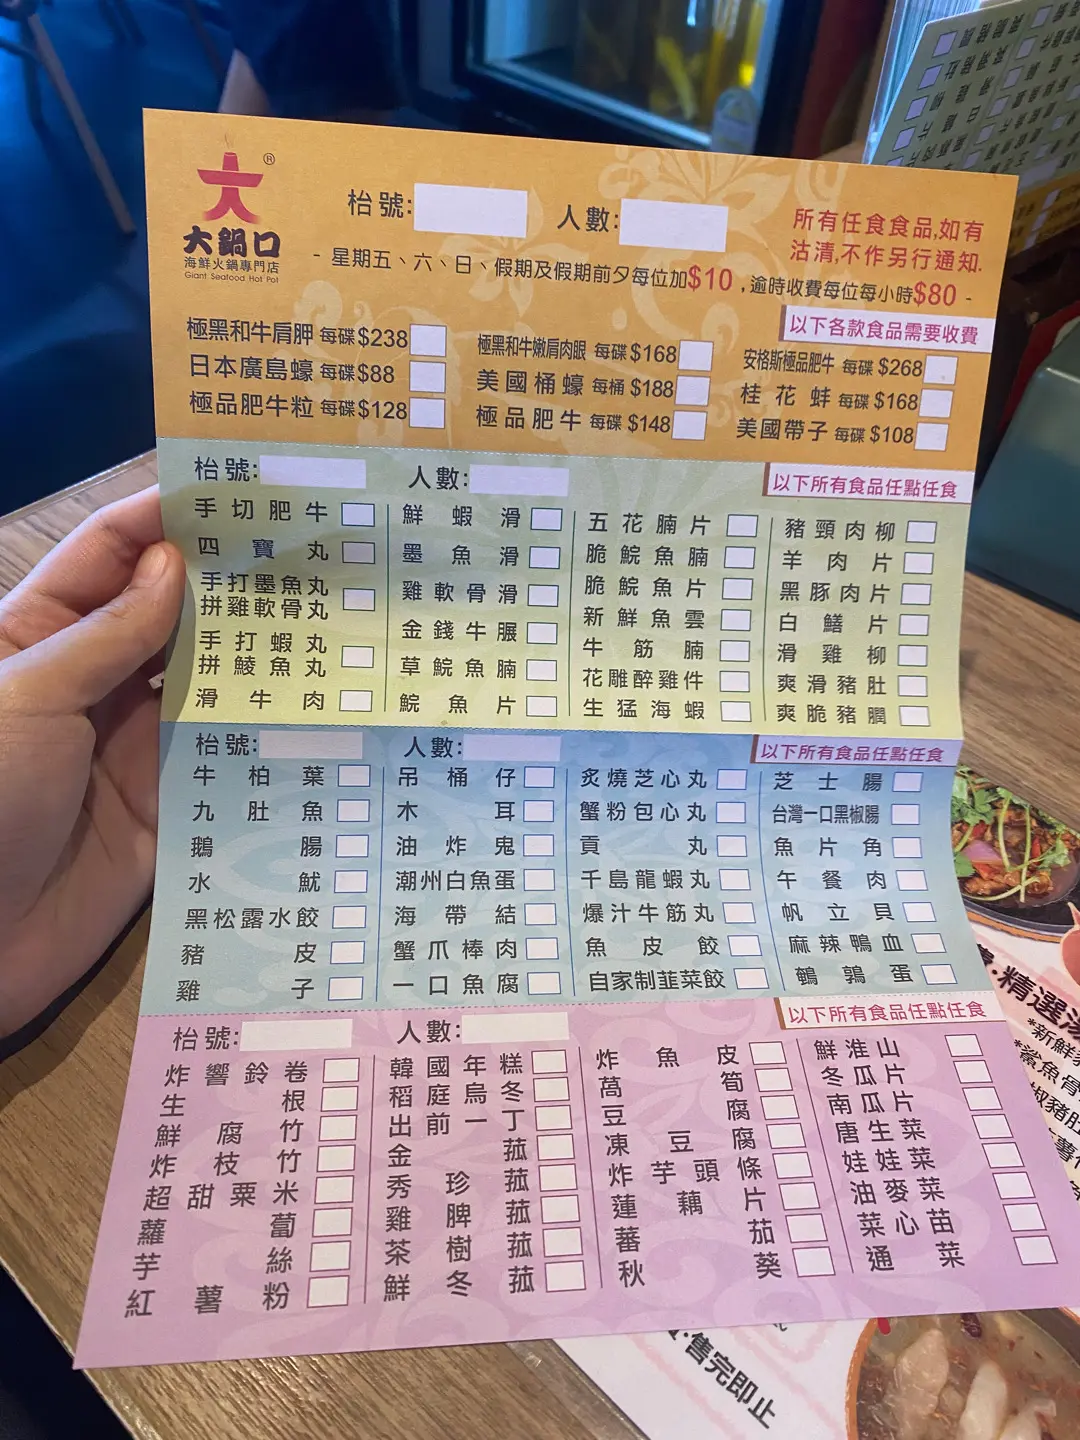 大®
大鍋口
海鮮火鍋專門店
Giant Seafood Hot Pot
枱號: 人數:
所有任食食品,如有
沽清,不作另行通知.
- 星期五、六、日、假期及假期前夕每位加$10 , 逾時收費每位每小時$80 -
以下各款食品需要收費
極黑和牛肩胛 每碟$238 極黑和牛嫩肩肉眼 每碟$168 安格斯極品肥牛 每碟 $268
日本廣島蠔 每碟$88 美國桶蠔 每桶 $188 桂花蚌 每碟 $168
極品肥牛粒 每碟$128 極品肥牛 每碟$148 美國帶子 每碟 $108
枱號: 人數: 以下所有食品任點任食
手切肥牛 鮮蝦滑 五花腩片 豬頸肉柳
四寶丸 墨魚滑 脆鯇魚腩 羊肉片
手打墨魚丸
拼雞軟骨丸 雞軟骨滑 脆鯇魚片 黑豚肉片
金錢牛𦟌 新鮮魚雲 白鱔片
手打蝦丸
拼鯪魚丸 草鯇魚腩 牛筋腩 滑雞柳
花雕醉雞件 爽滑豬肚
滑牛肉 鯇魚片 生猛海蝦 爽脆豬膶
枱號: 人數: 以下所有食品任點任食
牛柏葉 吊桶仔 炙燒芝心丸 芝士腸
九肚魚 木耳 蟹粉包心丸 台灣一口黑椒腸
鵝腸 油炸鬼 貢丸 魚片角
水魷 潮州白魚蛋 千島龍蝦丸 午餐肉
黑松露水餃 海帶結 爆汁牛筋丸 帆立貝
豬皮 蟹爪棒肉 魚皮餃 麻辣鴨血
雞子 一口魚腐 自家制韮菜餃 鵪鶉蛋
枱號: 人數: 以下所有食品任點任食
炸響鈴卷 韓國年糕 炸魚皮 鮮淮山
生根 稻庭烏冬 萵筍 冬瓜片
鮮腐竹 出前一丁 豆腐 南瓜片
炸枝竹 金菰 凍豆腐 唐生菜
超甜粟米 秀珍菰 炸芋頭條 娃娃菜
蘿蔔 雞脾菰 蓮藕片 油麥菜
芋絲 茶樹菰 蕃茄 菜心苗
紅薯粉 鮮冬菰 秋葵 通菜
精選湯
*新鮮
*鯊魚骨
椒豬肚
售完即止